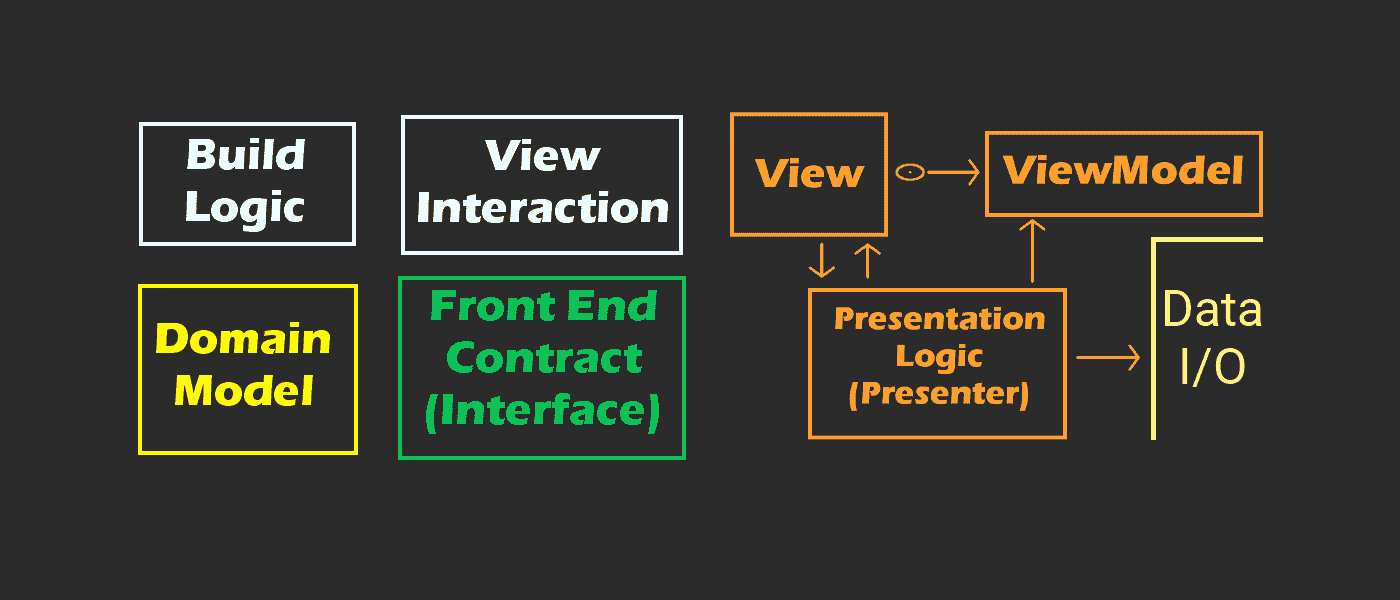 Build
Logic
View
Interaction
Domain
Model
Front End
Contract
(Interface)
View
ViewModel
Presentation
Logic
(Presenter)
Data
I/O